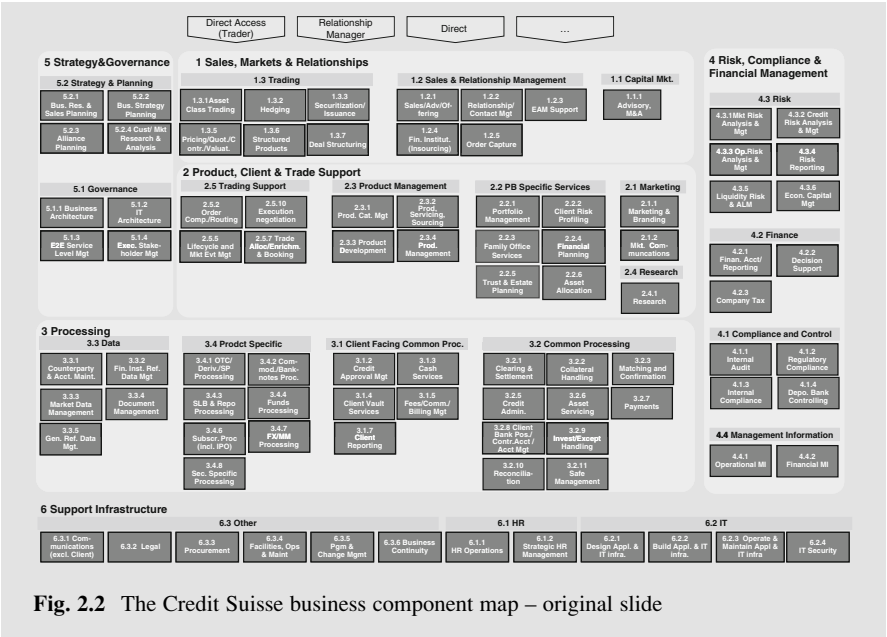 Direct Access
(Trader)
Relationship
Manager
Direct
...
5 Strategy&Governance
5.2 Strategy & Planning
5.2.1
Bus. Res. &
Sales Planning
5.2.2
Bus. Strategy
Planning
5.2.3
Alliance
Planning
5.2.4 Cust/ Mkt
Research &
Analysis
5.1 Governance
5.1.1 Business
Architecture
5.1.2
IT
Architecture
5.1.3
E2E Service
Level Mgt
5.1.4
Exec. Stake-
holder Mgt
1 Sales, Markets & Relationships
1.3 Trading
1.3.1Asset
Class Trading
1.3.2
Hedging
1.3.3
Securitization/
Issuance
1.3.5
Pricing/Quot./C
ontr./Valuat.
1.3.6
Structured
Products
1.3.7
Deal Structuring
1.2 Sales & Relationship Management
1.2.1
Sales/Adv/Of-
fering
1.2.2
Relationship/
Contact Mgt
1.2.3
EAM Support
1.2.4
Fin. Institut.
(Insourcing)
1.2.5
Order Capture
1.1 Capital Mkt.
1.1.1
Advisory,
M&A
2 Product, Client & Trade Support
2.5 Trading Support
2.5.2
Order
Comp./Routing
2.5.10
Execution
negotiation
2.5.5
Lifecycle and
Mkt Evt Mgt
2.5.7 Trade
Alloc/Enrichm.
& Booking
2.3 Product Management
2.3.1
Prod. Cat. Mgt
2.3.2
Prod,
Servicing,
Sourcing
2.3.3 Product
Development
2.3.4
Prod.
Management
2.2 PB Specific Services
2.2.1
Portfolio
Management
2.2.2
Client Risk
Profiling
2.2.3
Family Office
Services
2.2.4
Financial
Planning
2.2.5
Trust & Estate
Planning
2.2.6
Asset
Allocation
2.1 Marketing
2.1.1
Marketing &
Branding
2.1.2
Mkt. Com-
muncations
2.4 Research
2.4.1
Research
3 Processing
3.3 Data
3.3.1
Counterparty
& Acct. Maint.
3.3.2
Fin. Inst. Ref.
Data Mgt
3.3.3
Market Data
Management
3.3.4
Document
Management
3.3.5
Gen. Ref. Data
Mgt.
3.4 Prodct Specific
3.4.1 OTC/
Deriv./SP
Processing
3.4.2 Com-
mod./Bank-
notes Proc.
3.4.3
SLB & Repo
Processing
3.4.4
Funds
Processing
3.4.6
Subscr. Proc
(incl. IPO)
3.4.7
FX/MM
Processing
3.4.8
Sec. Specific
Processing
3.1 Client Facing Common Proc.
3.1.2
Credit
Approval Mgt
3.1.3
Cash
Services
3.1.4
Client Vault
Services
3.1.5
Fees/Comm./
Billing Mgt
3.1.7
Client
Reporting
3.2 Common Processing
3.2.1
Clearing &
Settlement
3.2.2
Collateral
Handling
3.2.3
Matching and
Confirmation
3.2.5
Credit
Admin.
3.2.6
Asset
Servicing
3.2.7
Payments
3.2.8 Client
Bank Pos./
Contr.Acct /
Acct Mgt
3.2.9
Invest/Except
Handling
3.2.10
Reconcilia-
tion
3.2.11
Safe
Management
4 Risk, Compliance &
Financial Management
4.3 Risk
4.3.1Mkt Risk
Analysis &
Mgt
4.3.2 Credit
Risk Analysis
& Mgt
4.3.3 Op.Risk
Analysis &
Mgt
4.3.4
Risk
Reporting
4.3.5
Liquidity Risk
& ALM
4.3.6
Econ. Capital
Mgt
4.2 Finance
4.2.1
Finan. Acct/
Reporting
4.2.2
Decision
Support
4.2.3
Company Tax
4.1 Compliance and Control
4.1.1
Internal
Audit
4.1.2
Regulatory
Compliance
4.1.3
Internal
Compliance
4.1.4
Depo. Bank
Controlling
4.4 Management Information
4.4.1
Operational MI
4.4.2
Financial MI
6 Support Infrastructure
6.3 Other
6.3.1 Com-
munications
(excl. Client)
6.3.2 Legal
6.3.3
Procurement
6.3.4
Facilities, Ops
& Maint
6.3.5
Pgm &
Change Mgmt
6.3.6 Business
Continuity
6.1 HR
6.1.1
HR Operations
6.1.2
Strategic HR
Management
6.2 IT
6.2.1
Design Appl. &
IT infra.
6.2.2
Build Appl. & IT
infra.
6.2.3 Operate &
Maintain Appl &
IT infra
6.2.4
IT Security
Fig. 2.2 The Credit Suisse business component map – original slide